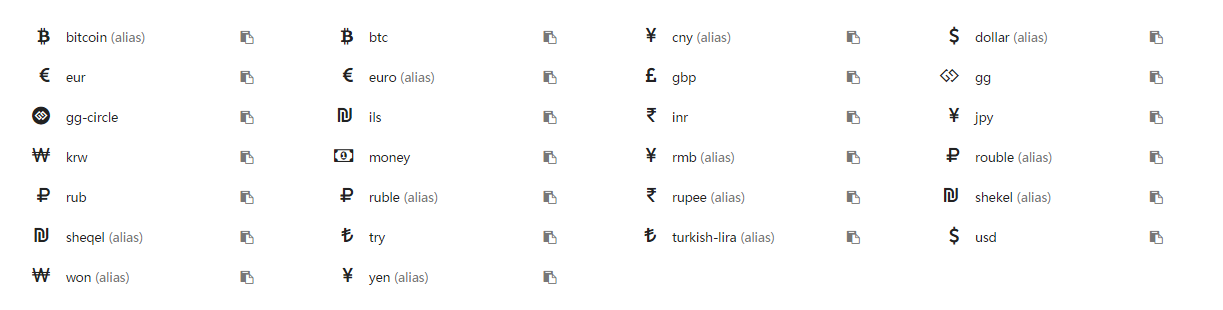 bitcoin (alias) btc cny (alias) dollar (alias)
eur euro (alias) gbp gg
gg-circle ils inr jpy
krw money rmb (alias) rouble (alias)
rub ruble (alias) rupee (alias) shekel (alias)
sheqel (alias) try turkish-lira (alias) usd
won (alias) yen (alias)